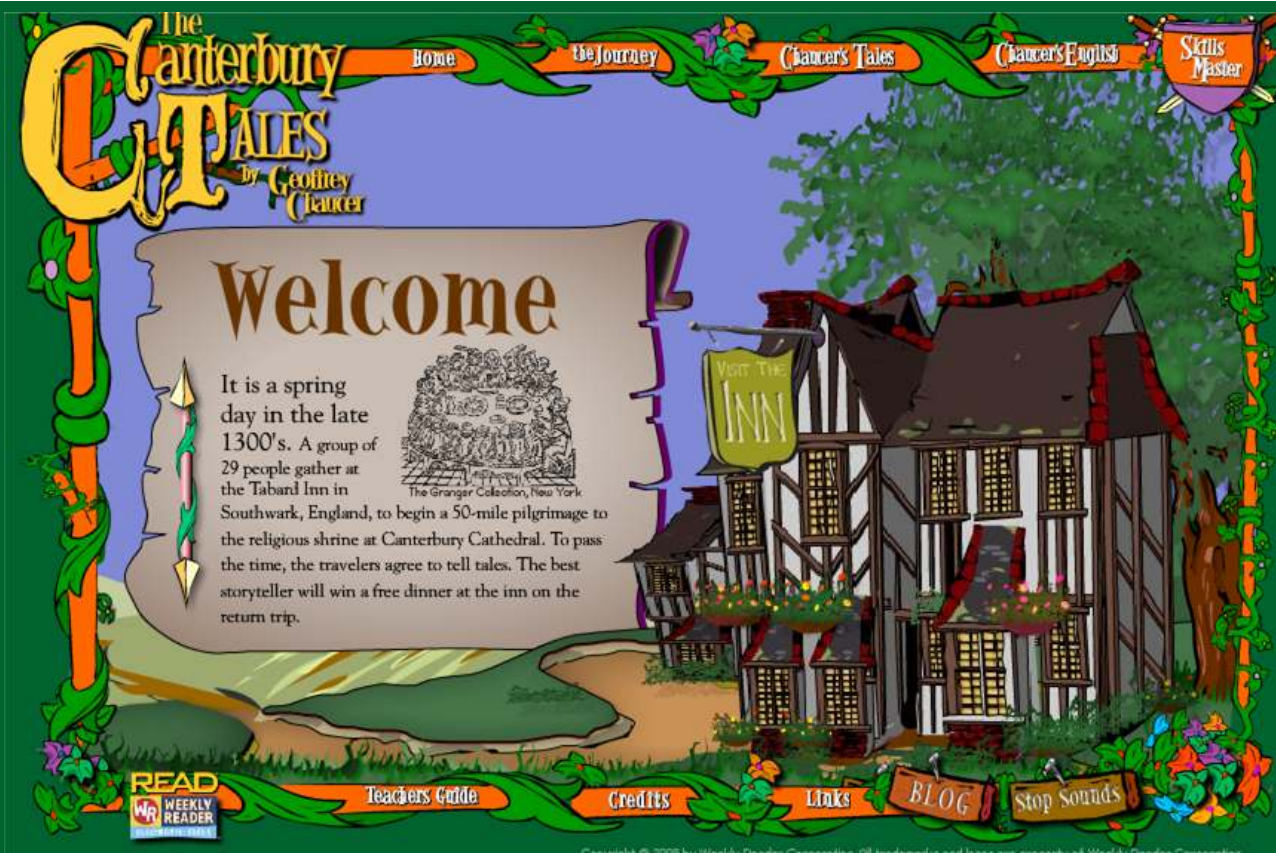 The
Canterbury
TALES
by Geoffrey
Chaucer
Home
the Journey
Chaucer's Tales
Chaucer's English
Skills
Master
Welcome
It is a spring
day in the late
1300's. A group of
29 people gather at
the Tabard Inn in
The Granger Collection, New York
Southwark, England, to begin a 50-mile pilgrimage to
the religious shrine at Canterbury Cathedral. To pass
the time, the travelers agree to tell tales. The best
storyteller will win a free dinner at the inn on the
return trip.
VISIT THE
INN
READ
WR WEEKLY
READER
Teachers Guide
Credits
Links
BLOG
Stop Sounds